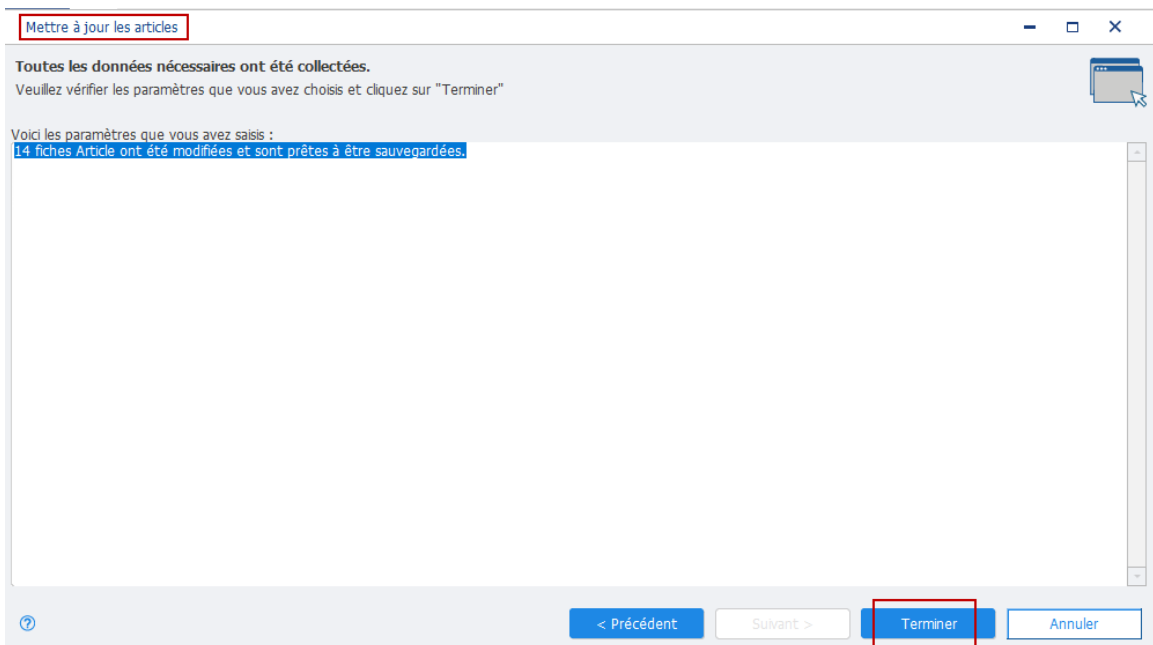 Mettre à jour les articles
Toutes les données nécessaires ont été collectées.
Veuillez vérifier les paramètres que vous avez choisis et cliquez sur "Terminer"
Voici les paramètres que vous avez saisis :
14 fiches Article ont été modifiées et sont prêtes à être sauvegardées.
< Précédent
Suivant >
Terminer
Annuler